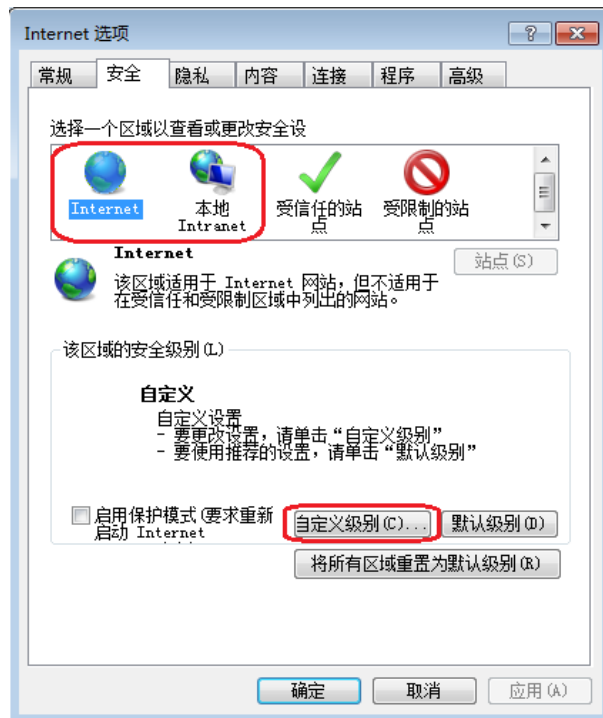 Internet 选项
常规 安全 隐私 内容 连接 程序 高级
选择一个区域以查看或更改安全设
Internet
本地
Intranet
受信任的站
点
受限制的站
点
Internet
站点(S)
该区域适用于 Internet 网站，但不适用于
在受信任和受限制区域中列出的网站。
该区域的安全级别(L)
自定义
自定义设置
- 要更改设置，请单击“自定义级别”
- 要使用推荐的设置，请单击“默认级别”
启用保护模式(要求重新
启动 Internet
自定义级别(C)... 默认级别(D)
将所有区域重置为默认级别(R)
确定 取消 应用(A)